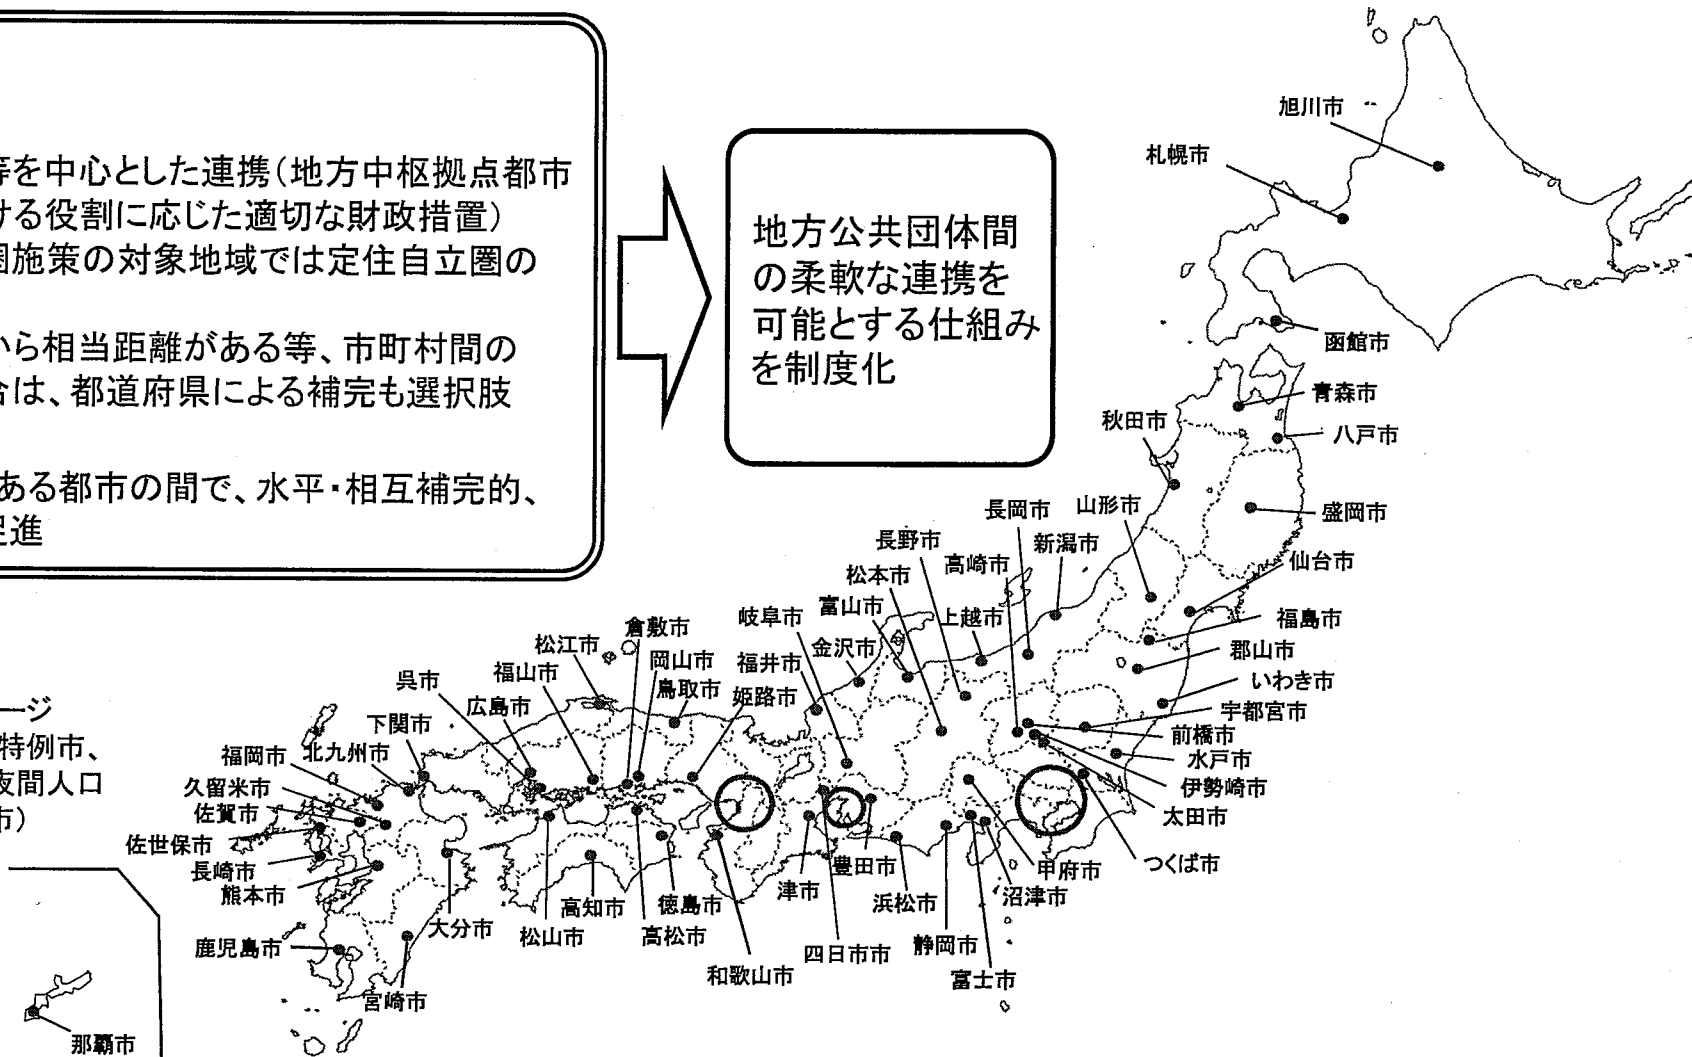 等を中心とした連携（地方中枢拠点都市
ける役割に応じた適切な財政措置）
圏施策の対象地域では定住自立圏の
から相当距離がある等、市町村間の
合は、都道府県による補完も選択肢
ある都市の間で、水平・相互補完的、
促進
地方公共団体間
の柔軟な連携を
可能とする仕組み
を制度化
ージ
特例市、
夜間人口
市）
旭川市
札幌市
函館市
青森市
秋田市
八戸市
盛岡市
仙台市
長岡市
山形市
新潟市
長野市
高崎市
松本市
富山市
上越市
岐阜市
金沢市
福井市
福島市
郡山市
いわき市
宇都宮市
前橋市
水戸市
伊勢崎市
太田市
つくば市
甲府市
沼津市
倉敷市
松江市
岡山市
福山市
鳥取市
姫路市
呉市
広島市
下関市
福岡市
北九州市
久留米市
佐賀市
佐世保市
長崎市
熊本市
鹿児島市
宮崎市
大分市
松山市
高知市
徳島市
高松市
和歌山市
津市
四日市市
豊田市
浜松市
静岡市
富士市
那覇市